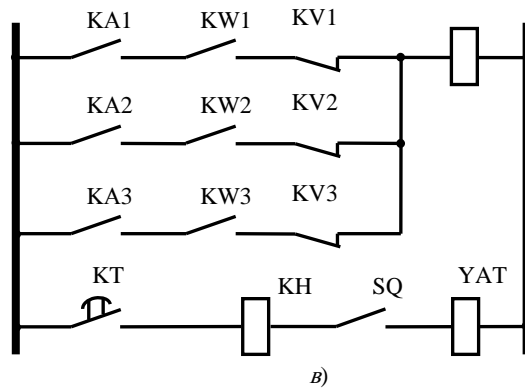 KA1 KW1 KV1
KA2 KW2 KV2
KA3 KW3 KV3
KT KH SQ YAT
в)